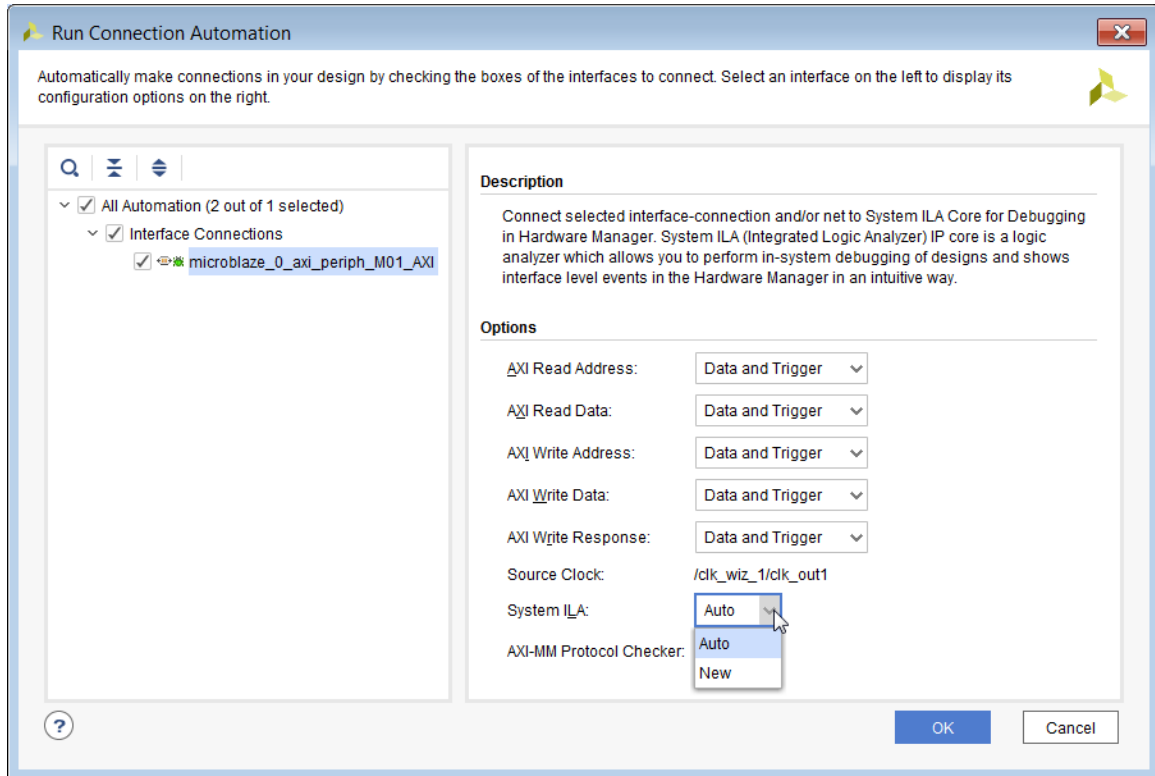 Run Connection Automation
Automatically make connections in your design by checking the boxes of the interfaces to connect. Select an interface on the left to display its
configuration options on the right.
All Automation (2 out of 1 selected)
Interface Connections
microblaze_0_axi_periph_M01_AXI
Description
Connect selected interface-connection and/or net to System ILA Core for Debugging
in Hardware Manager. System ILA (Integrated Logic Analyzer) IP core is a logic
analyzer which allows you to perform in-system debugging of designs and shows
interface level events in the Hardware Manager in an intuitive way.
Options
AXI Read Address: Data and Trigger
AXI Read Data: Data and Trigger
AXI Write Address: Data and Trigger
AXI Write Data: Data and Trigger
AXI Write Response: Data and Trigger
Source Clock: /clk_wiz_1/clk_out1
System ILA: Auto
Auto
AXI-MM Protocol Checker:
New
?
OK
Cancel